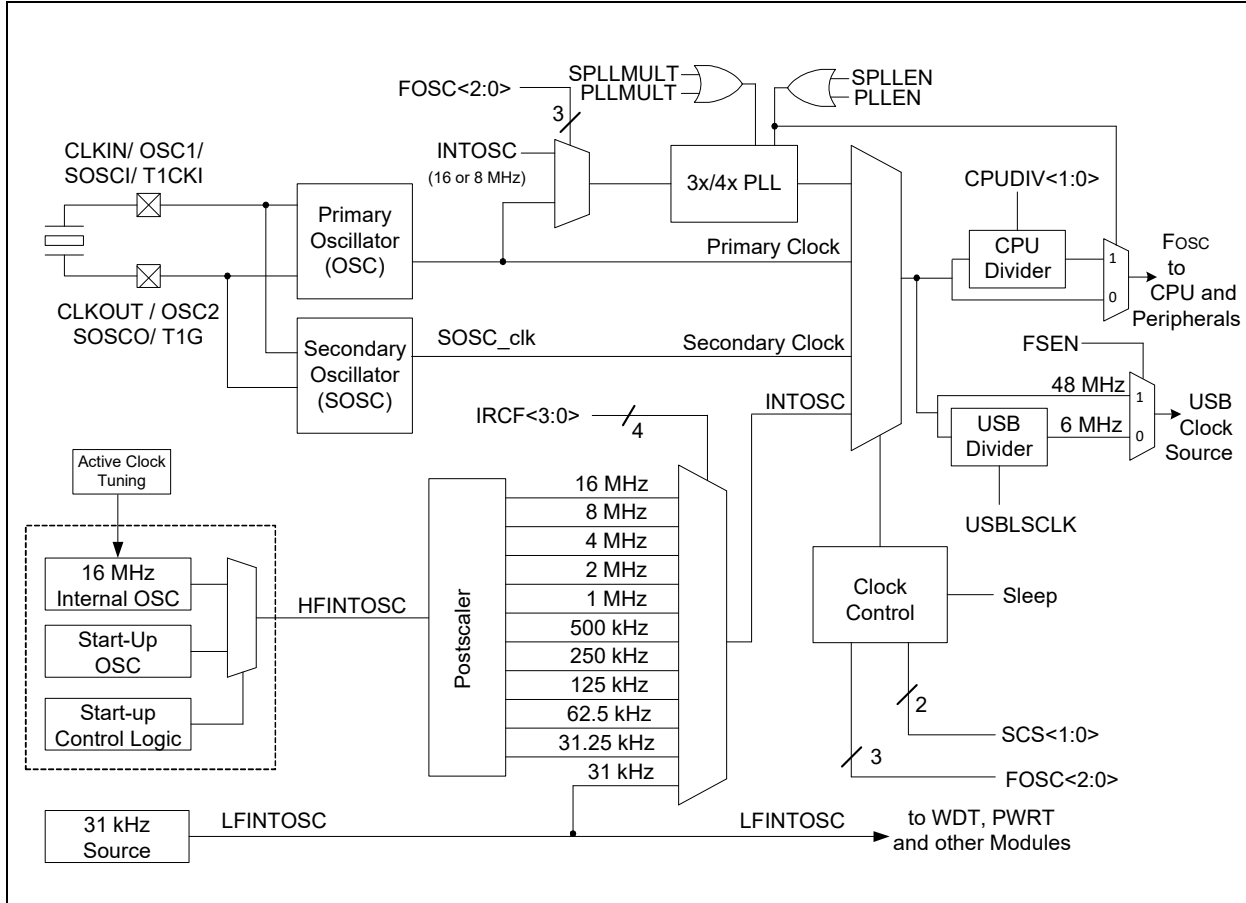 SPLLMULT
PLLMULT
SPLLEN
PLLEN
FOSC<2:0>
3
CLKIN/ OSC1/
SOSCI/ T1CKI
INTOSC
(16 or 8 MHz)
3x/4x PLL
CPUDIV<1:0>
Primary
Oscillator
(OSC)
Primary Clock
CPU
Divider
1
0
FOSC
to
CPU and
Peripherals
CLKOUT / OSC2
SOSCO/ T1G
Secondary
Oscillator
(SOSC)
SOSC_clk
Secondary Clock
FSEN
IRCF<3:0>
4
INTOSC
48 MHz
6 MHz
1
0
USB
Clock
Source
USB
Divider
USBLSCLK
Active Clock
Tuning
16 MHz
Internal OSC
Start-Up
OSC
Start-up
Control Logic
HFINTOSC
Postscaler
16 MHz
8 MHz
4 MHz
2 MHz
1 MHz
500 kHz
250 kHz
125 kHz
62.5 kHz
31.25 kHz
31 kHz
Clock
Control
Sleep
2
SCS<1:0>
3
FOSC<2:0>
31 kHz
Source
LFINTOSC
LFINTOSC
to WDT, PWRT
and other Modules